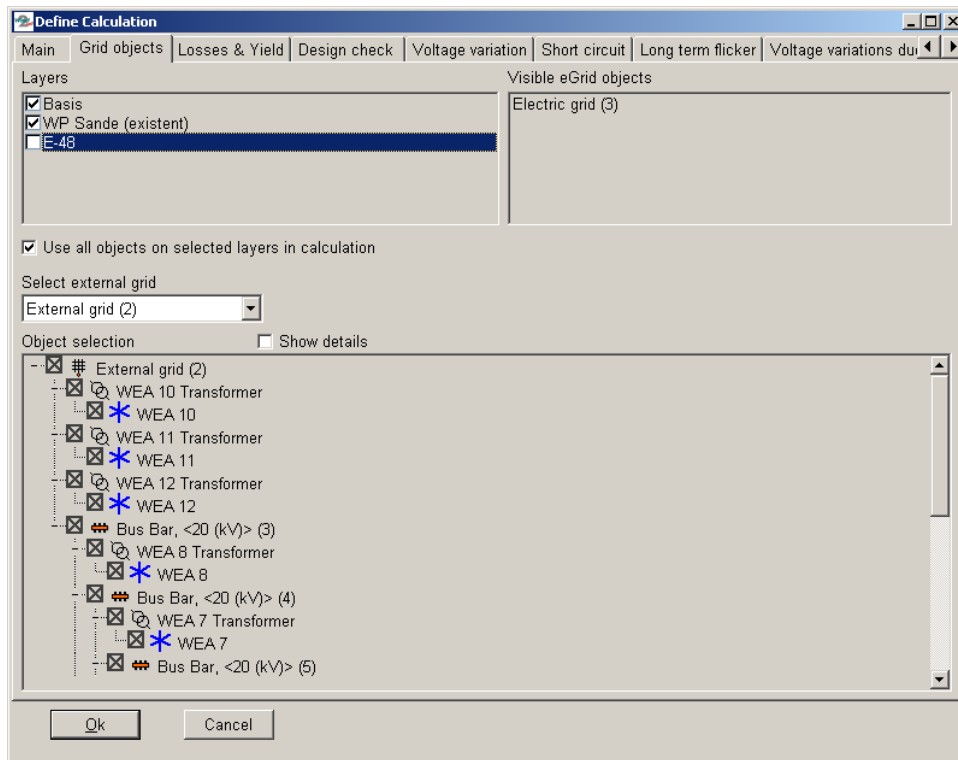 Define Calculation
Main Grid objects Losses & Yield Design check Voltage variation Short circuit Long term flicker Voltage variations du
Layers Visible eGrid objects
Basis Electric grid (3)
WP Sande (existent)
E-48
Use all objects on selected layers in calculation
Select external grid
External grid (2)
Object selection Show details
External grid (2)
WEA 10 Transformer
WEA 10
WEA 11 Transformer
WEA 11
WEA 12 Transformer
WEA 12
Bus Bar, <20 (kV)> (3)
WEA 8 Transformer
WEA 8
Bus Bar, <20 (kV)> (4)
WEA 7 Transformer
WEA 7
Bus Bar, <20 (kV)> (5)
Ok Cancel